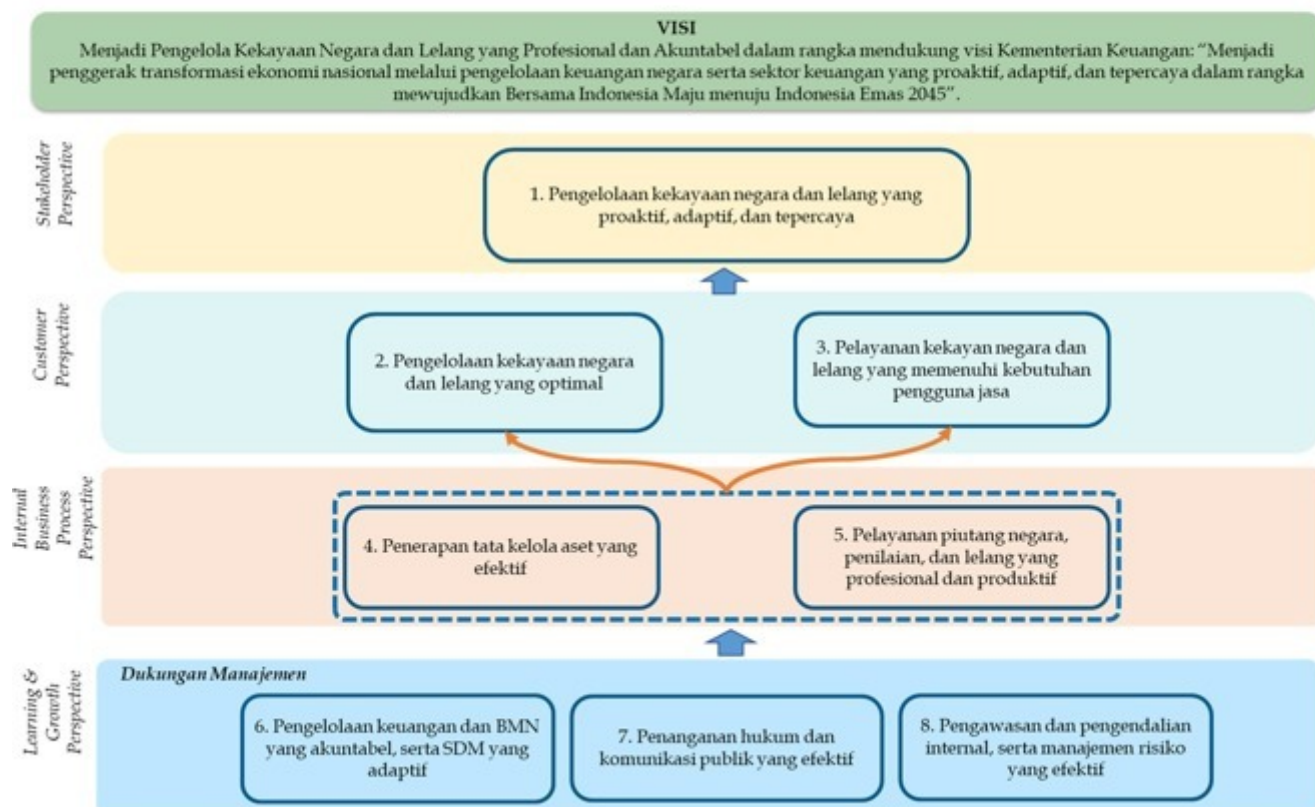 VISI
Menjadi Pengelola Kekayaan Negara dan Lelang yang Profesional dan Akuntabel dalam rangka mendukung visi Kementerian Keuangan: “Menjadi
penggerak transformasi ekonomi nasional melalui pengelolaan keuangan negara serta sektor keuangan yang proaktif, adaptif, dan tepercaya dalam rangka
mewujudkan Bersama Indonesia Maju menuju Indonesia Emas 2045”.
Stakeholder
Perspective
1. Pengelolaan kekayaan negara dan lelang yang
proaktif, adaptif, dan tepercaya
Customer
Perspective
2. Pengelolaan kekayaan negara
dan lelang yang optimal
3. Pelayanan kekayan negara dan
lelang yang memenuhi kebutuhan
pengguna jasa
Internal
Business
Process
Perspective
4. Penerapan tata kelola aset yang
efektif
5. Pelayanan piutang negara,
penilaian, dan lelang yang
profesional dan produktif
Learning &
Growth
Perspective
Dukungan Manajemen
6. Pengelolaan keuangan dan BMN
yang akuntabel, serta SDM yang
adaptif
7. Penanganan hukum dan
komunikasi publik yang efektif
8. Pengawasan dan pengendalian
internal, serta manajemen risiko
yang efektif